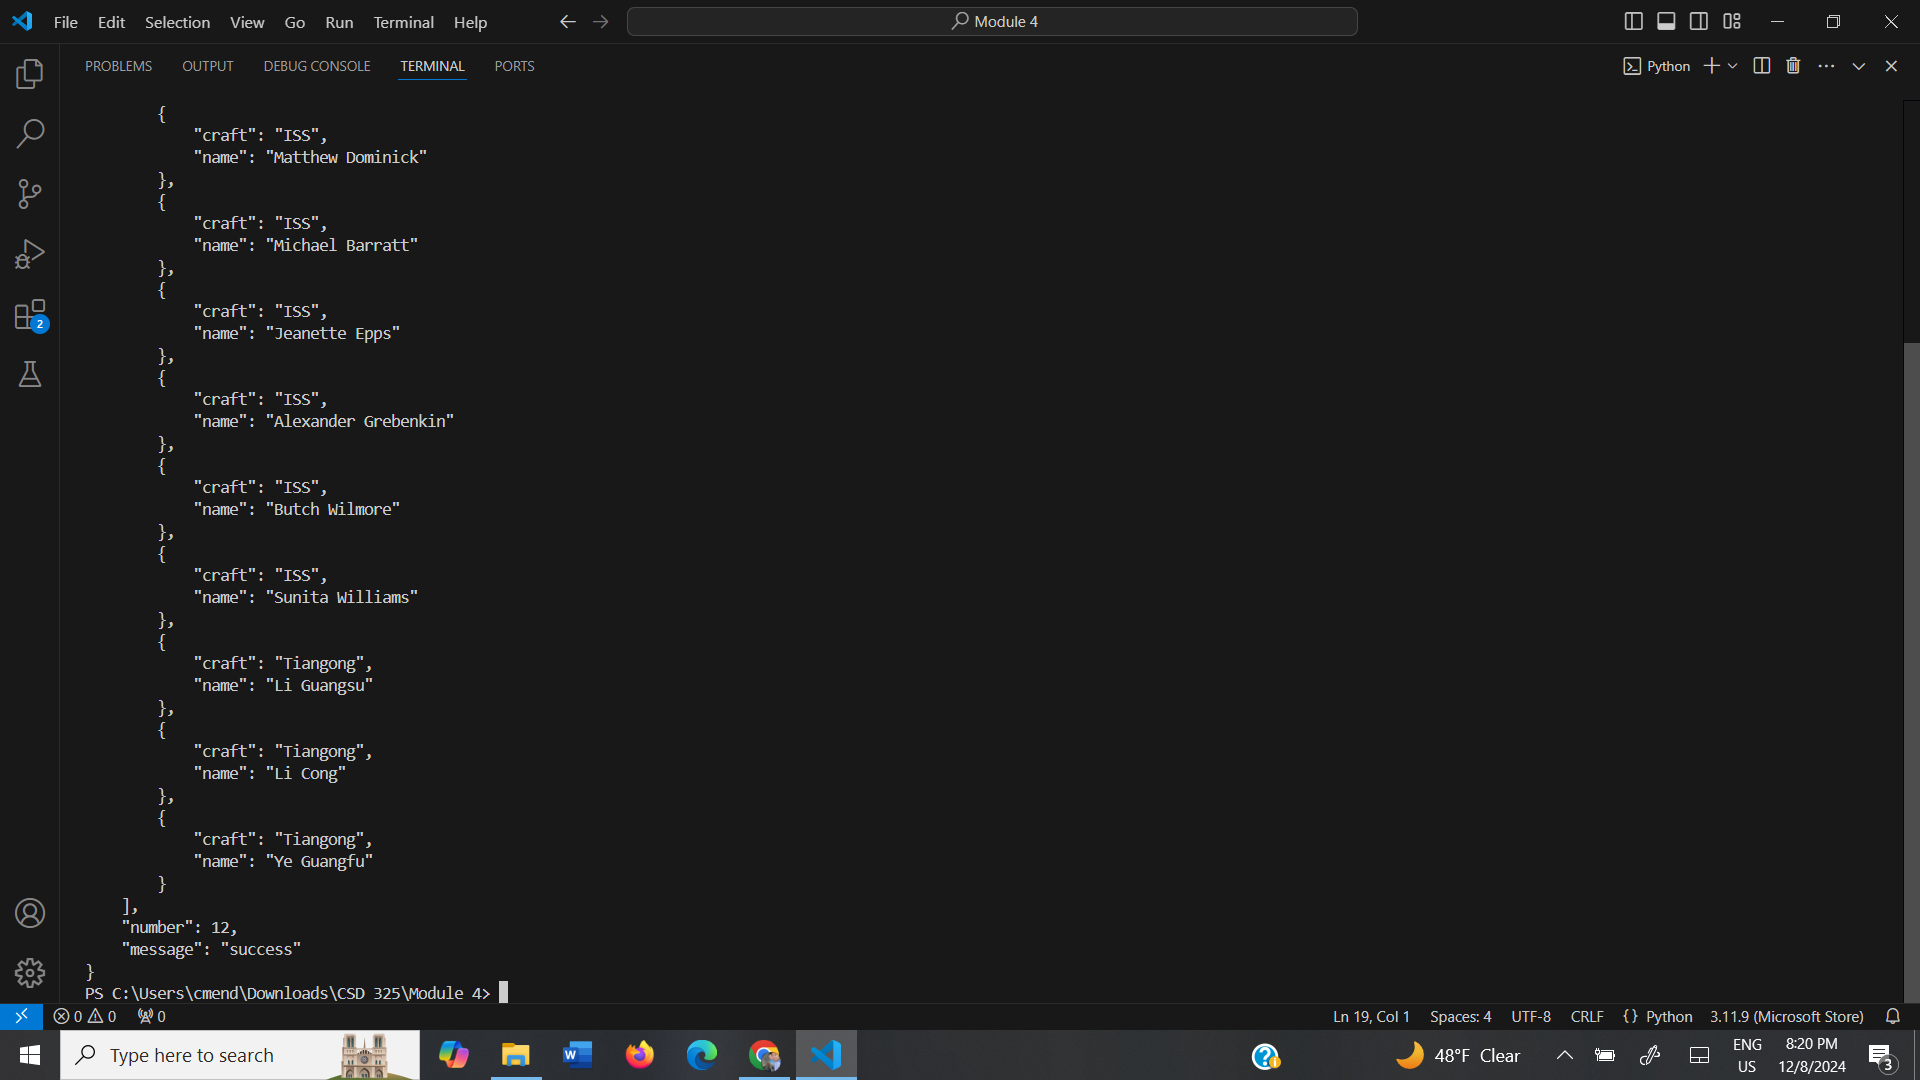 File Edit Selection View Go Run Terminal Help
Module 4
PROBLEMS OUTPUT DEBUG CONSOLE TERMINAL PORTS
Python
{
"craft": "ISS",
"name": "Matthew Dominick"
},
{
"craft": "ISS",
"name": "Michael Barratt"
},
{
"craft": "ISS",
"name": "Jeanette Epps"
},
{
"craft": "ISS",
"name": "Alexander Grebenkin"
},
{
"craft": "ISS",
"name": "Butch Wilmore"
},
{
"craft": "ISS",
"name": "Sunita Williams"
},
{
"craft": "Tiangong",
"name": "Li Guangsu"
},
{
"craft": "Tiangong",
"name": "Li Cong"
},
{
"craft": "Tiangong",
"name": "Ye Guangfu"
}
],
"number": 12,
"message": "success"
}
PS C:\Users\cmend\Downloads\CSD 325\Module 4>
2
0 0 0
Ln 19, Col 1 Spaces: 4 UTF-8 CRLF {} Python 3.11.9 (Microsoft Store)
Type here to search
48°F Clear
ENG
US
8:20 PM
12/8/2024
3